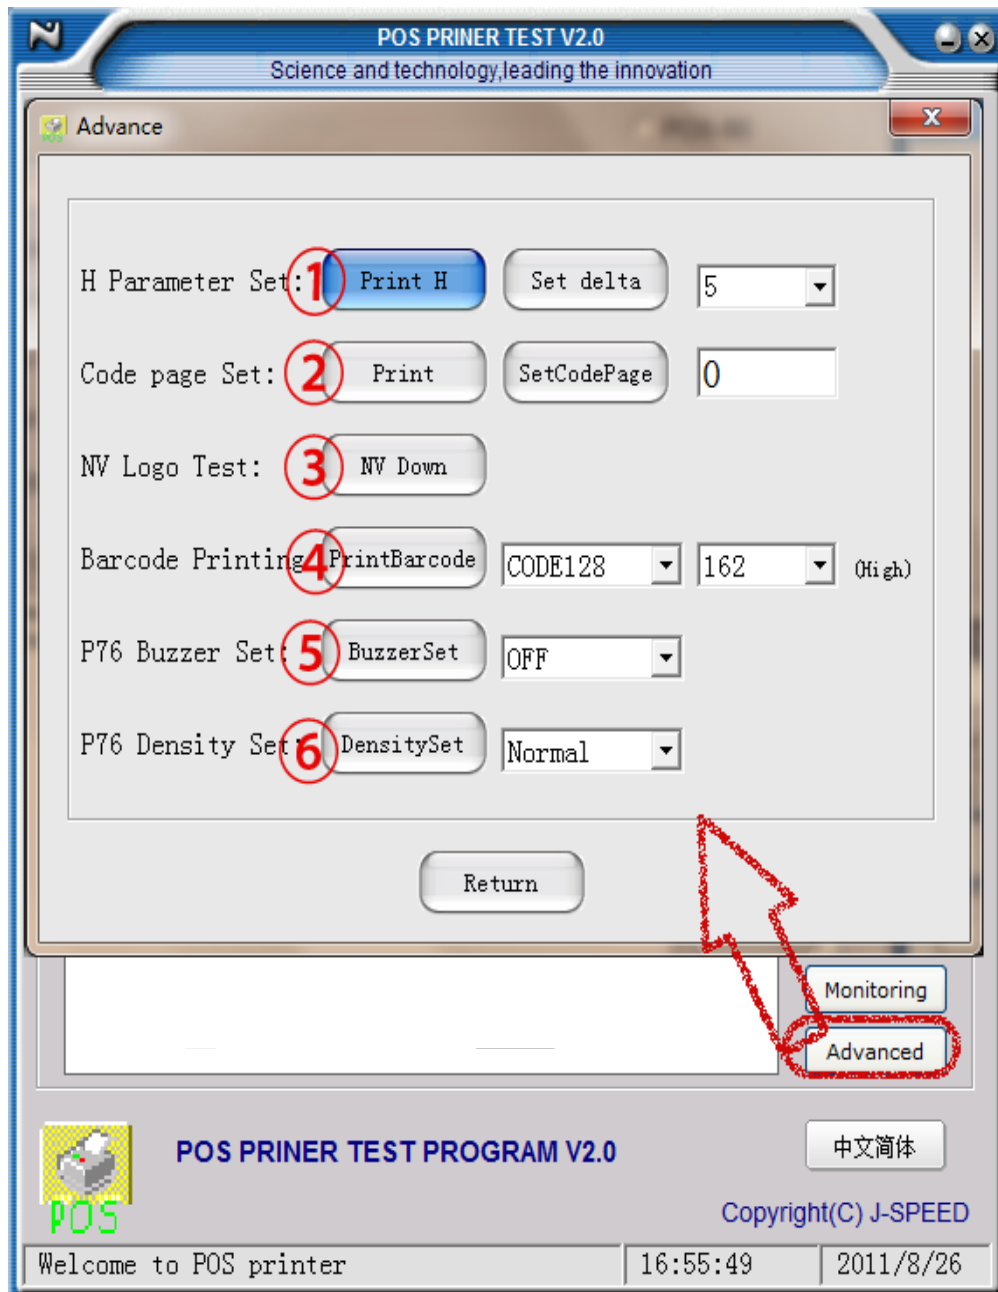 POS PRINER TEST V2.0
Science and technology,leading the innovation
Advance
H Parameter Set: 1 Print H Set delta 5
Code page Set: 2 Print SetCodePage 0
NV Logo Test: 3 NV Down
Barcode Printing 4 PrintBarcode CODE128 162 (High)
P76 Buzzer Set: 5 BuzzerSet OFF
P76 Density Set: 6 DensitySet Normal
Return
Monitoring
Advanced
POS PRINER TEST PROGRAM V2.0
中文简体
POS
Copyright(C) J-SPEED
Welcome to POS printer 16:55:49 2011/8/26